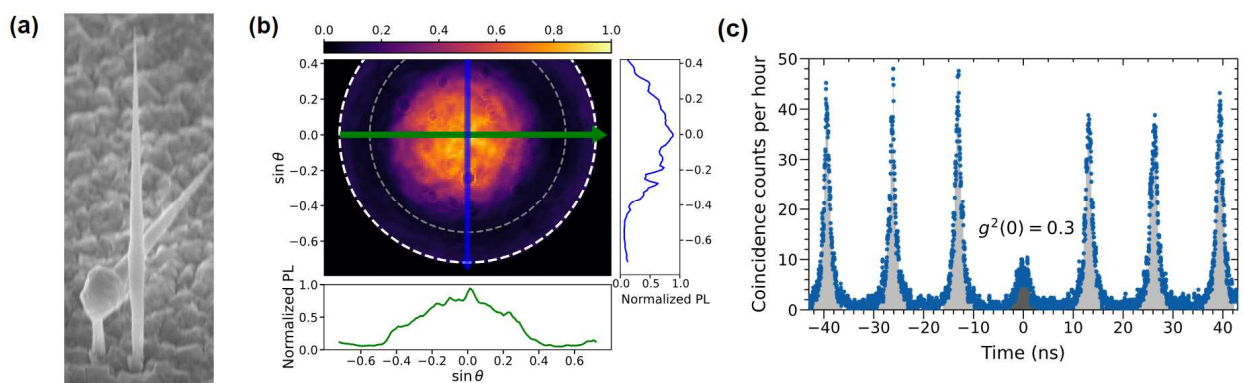 (a)
(b)
0.0 0.2 0.4 0.6 0.8 1.0
0.4
0.2
0.0
−0.2
−0.4
−0.6
sin θ
0.4
0.2
0.0
0.2
−0.4
−0.6
0.0 0.5 1.0
Normalized PL
1.0
0.5
0.0
Normalized PL
−0.6 −0.4 −0.2 0.0 0.2 0.4 0.6
sin θ
(c)
50
40
30
20
10
0
Coincidence counts per hour
g²(0) = 0.3
−40 −30 −20 −10 0 10 20 30 40
Time (ns)